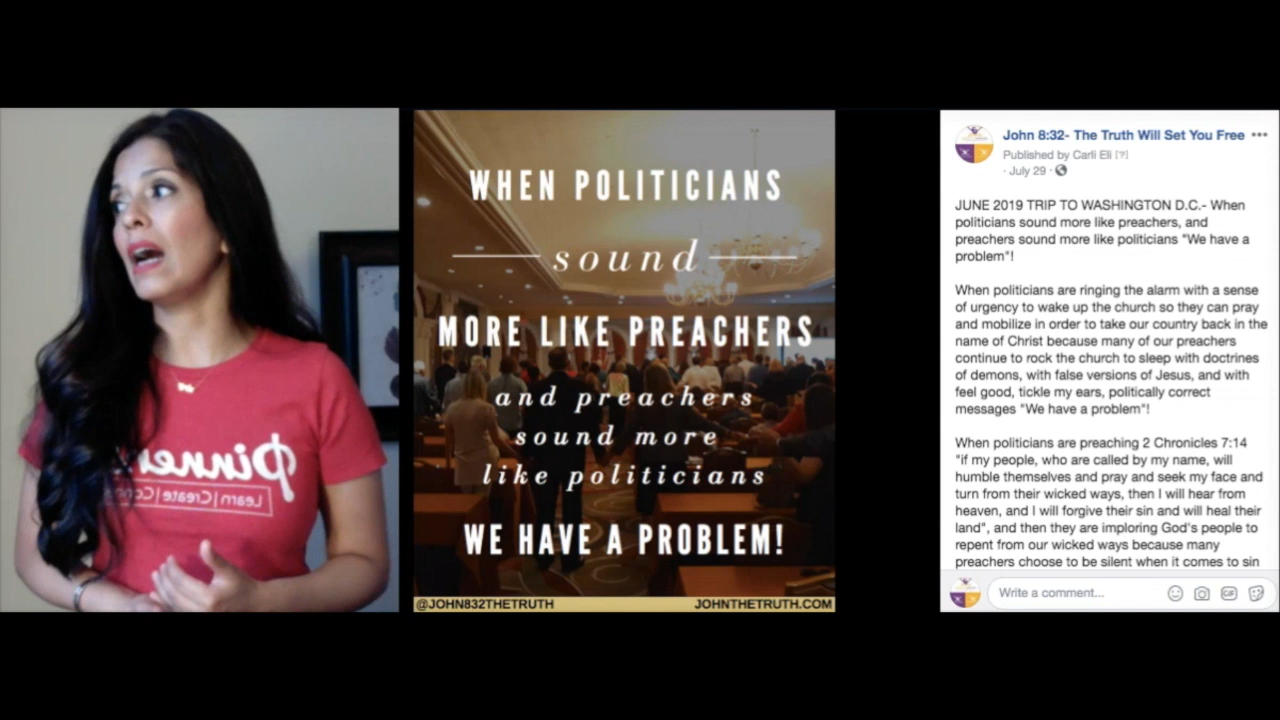 Pinner
Learn|Create|Con
WHEN POLITICIANS
sound
MORE LIKE PREACHERS
and preachers
sound more
like politicians
WE HAVE A PROBLEM!
@JOHN832THETRUTH JOHNTHETRUTH.COM
John 8:32- The Truth Will Set You Free
Published by Carli Eli [?]
· July 29 ·
JUNE 2019 TRIP TO WASHINGTON D.C.- When
politicians sound more like preachers, and
preachers sound more like politicians "We have a
problem"!
When politicians are ringing the alarm with a sense
of urgency to wake up the church so they can pray
and mobilize in order to take our country back in the
name of Christ because many of our preachers
continue to rock the church to sleep with doctrines
of demons, with false versions of Jesus, and with
feel good, tickle my ears, politically correct
messages "We have a problem"!
When politicians are preaching 2 Chronicles 7:14
"if my people, who are called by my name, will
humble themselves and pray and seek my face and
turn from their wicked ways, then I will hear from
heaven, and I will forgive their sin and will heal their
land", and then they are imploring God's people to
repent from our wicked ways because many
preachers choose to be silent when it comes to sin
Write a comment...
GIF